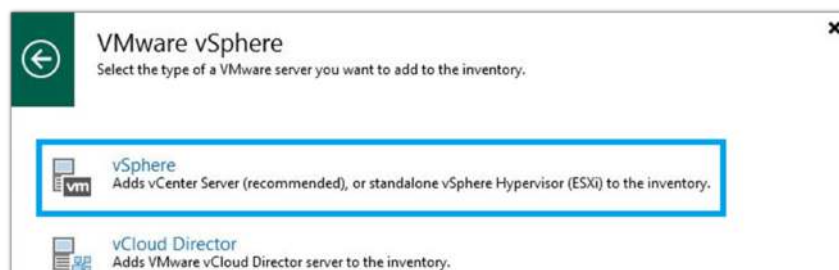 VMware vSphere
Select the type of a VMware server you want to add to the inventory.
vSphere
vm
Adds vCenter Server (recommended), or standalone vSphere Hypervisor (ESXi) to the inventory.
vCloud Director
Adds VMware vCloud Director server to the inventory.